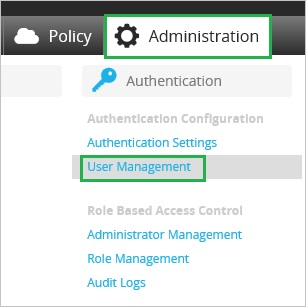 Policy
Administration
Authentication
Authentication Configuration
Authentication Settings
User Management
Role Based Access Control
Administrator Management
Role Management
Audit Logs